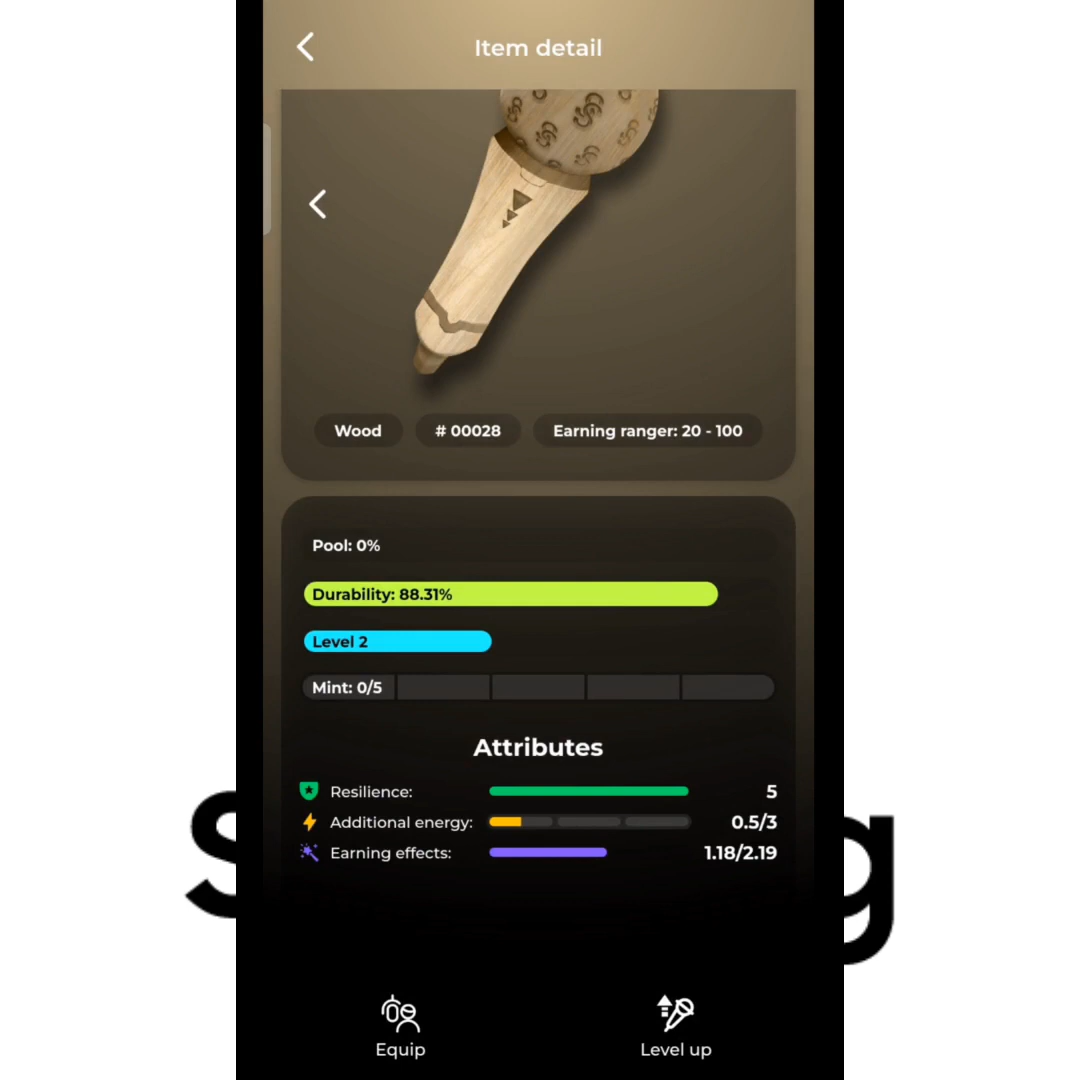 Item detail
Wood
# 00028
Earning ranger: 20 - 100
Pool: 0%
Durability: 88.31%
Level 2
Mint: 0/5
Attributes
Resilience: 5
Additional energy: 0.5/3
Earning effects: 1.18/2.19
Equip
Level up